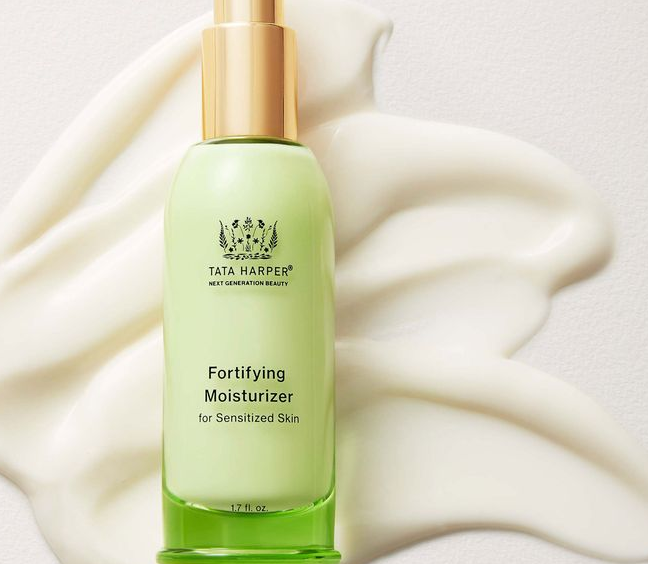 TATA HARPER®
NEXT GENERATION BEAUTY
Fortifying
Moisturizer
for Sensitized Skin
1.7 fl. oz.